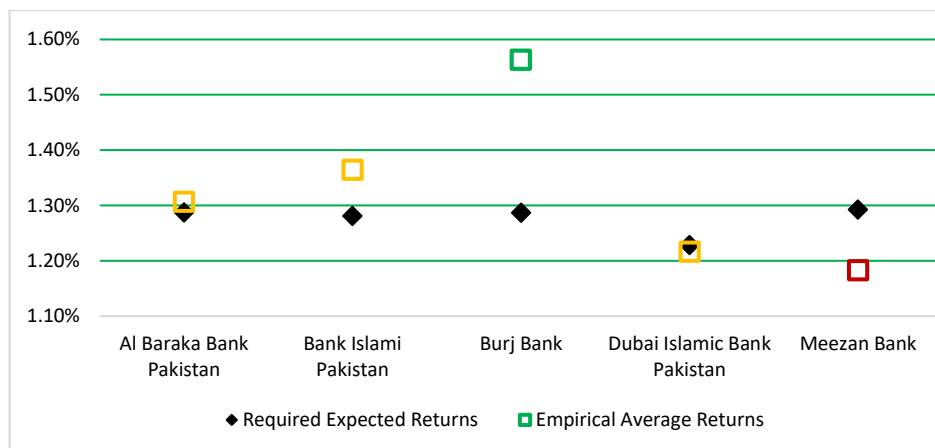 1.60%
1.50%
1.40%
1.30%
1.20%
1.10%
Al Baraka Bank
Pakistan
Bank Islami
Pakistan
Burj Bank
Dubai Islamic Bank
Pakistan
Meezan Bank
Required Expected Returns
Empirical Average Returns